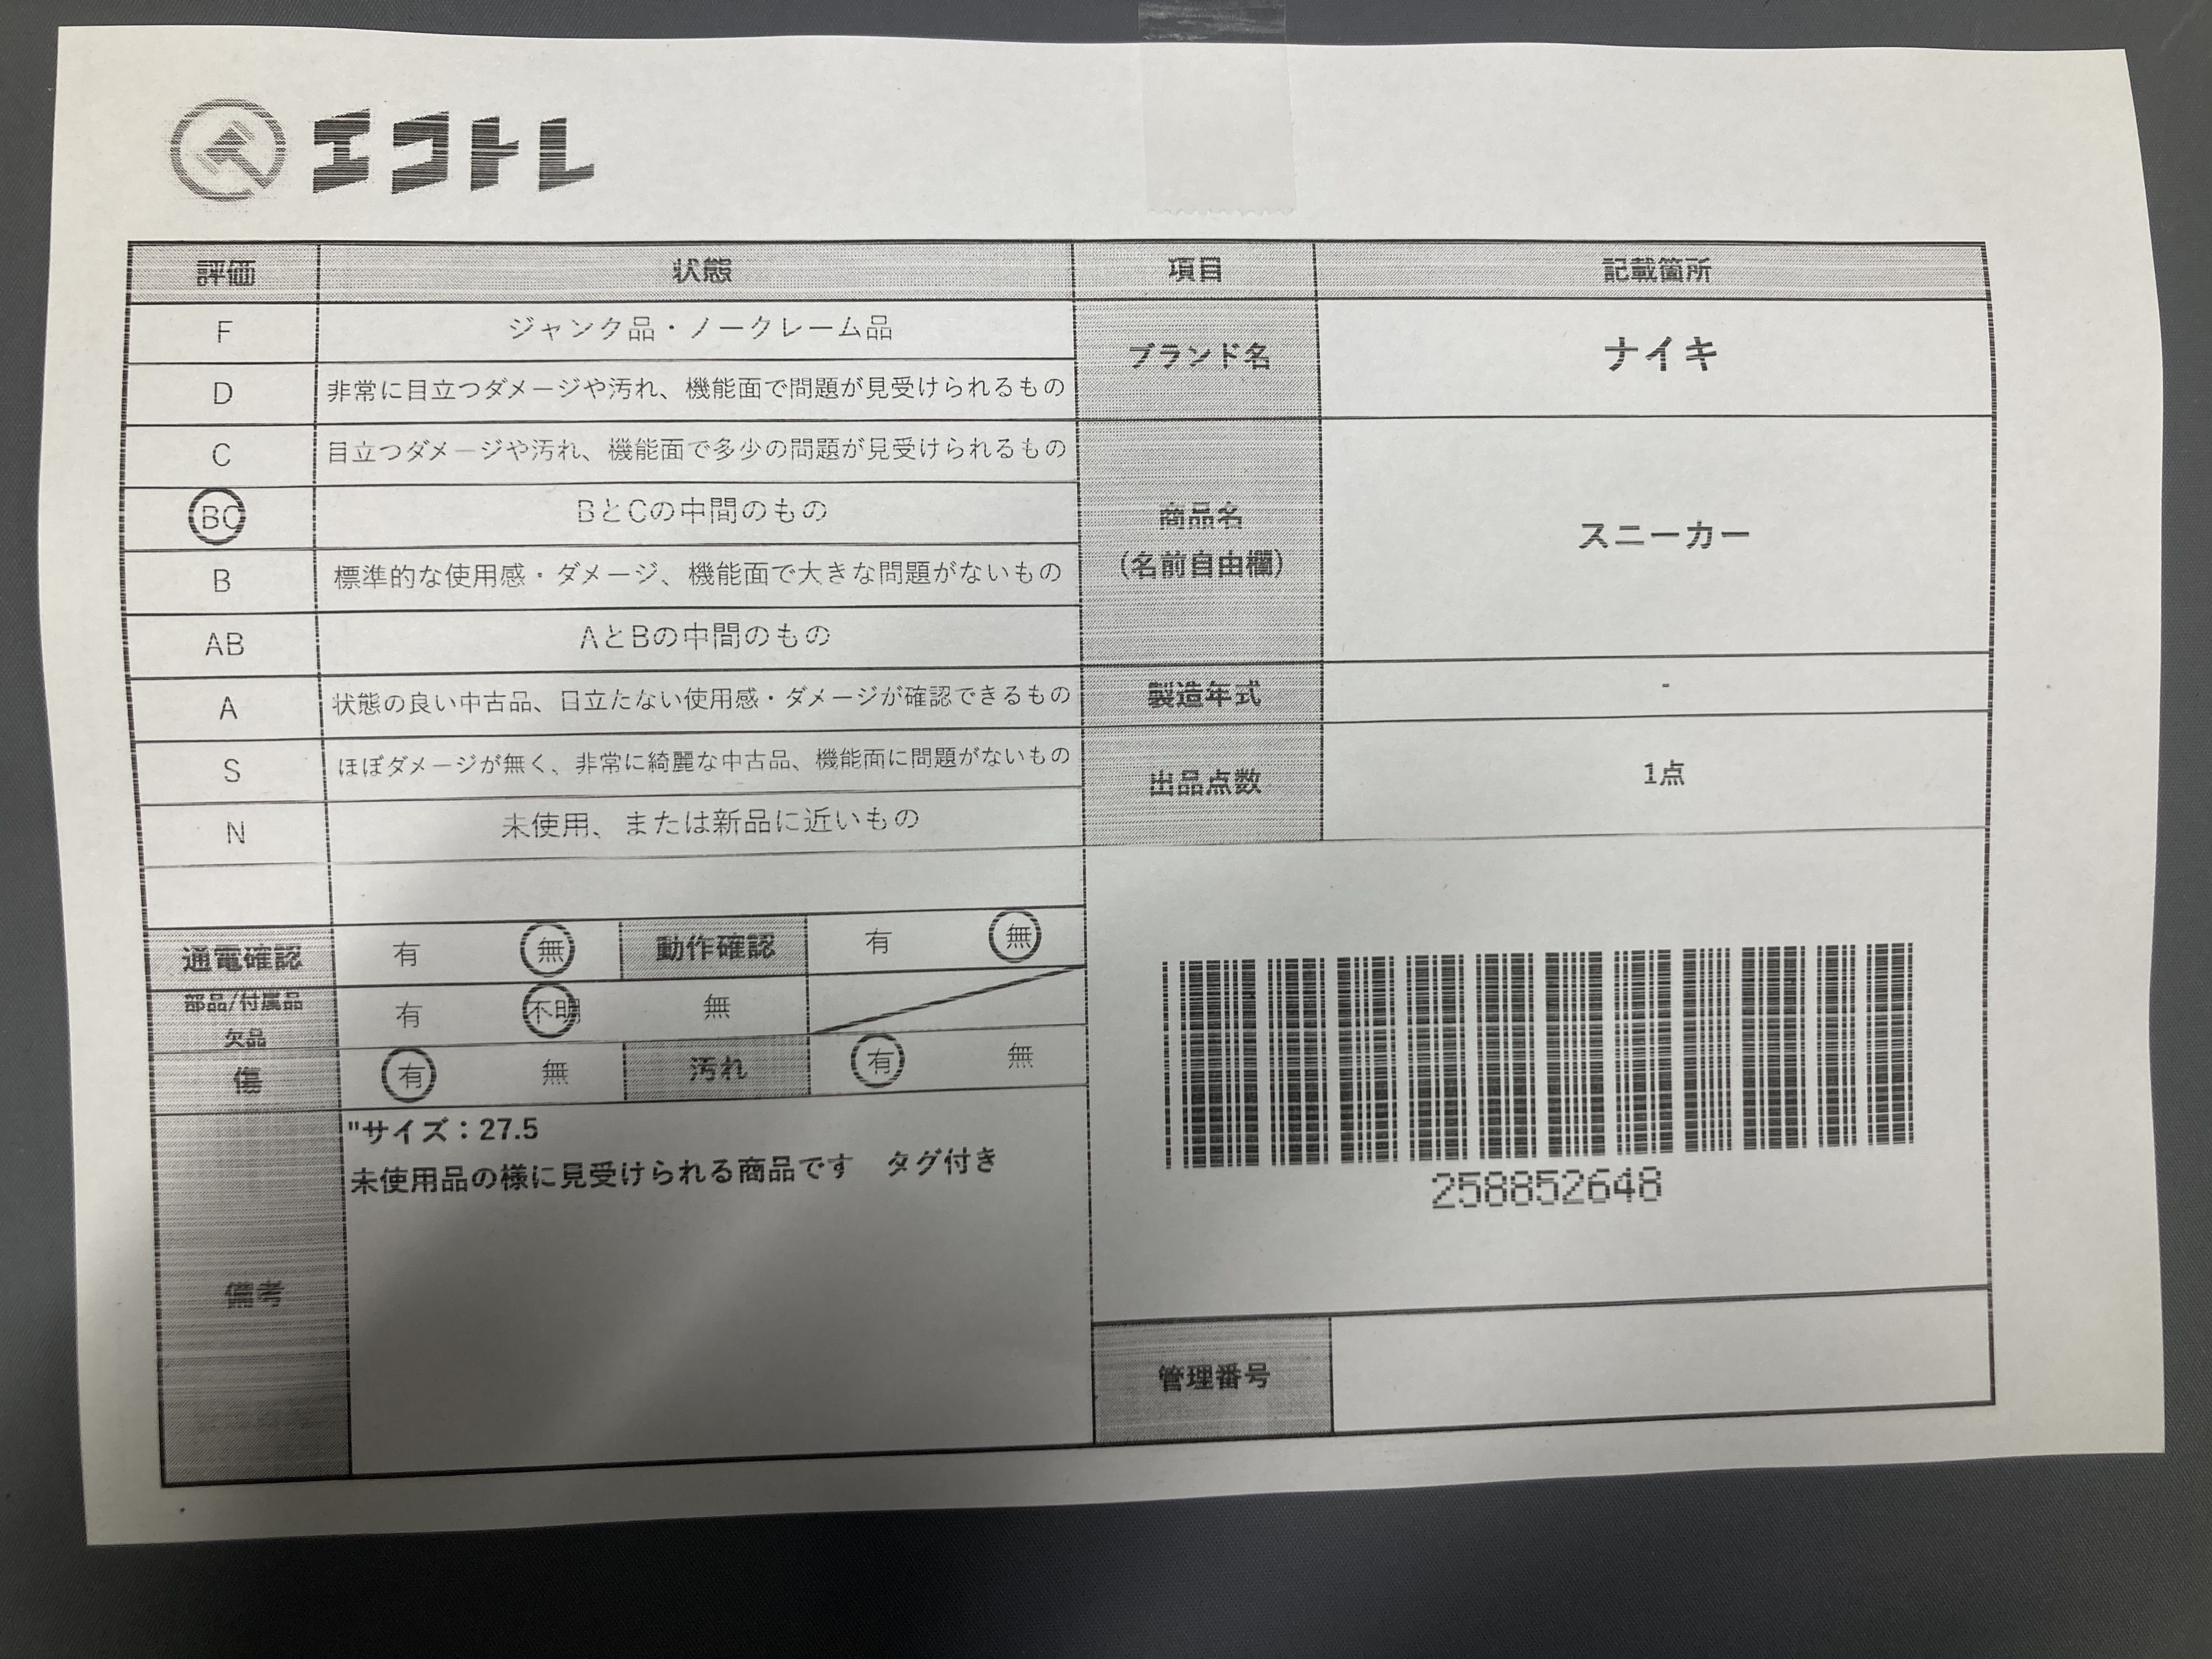 エコトレ
評価 状態 項目 記載箇所
F ジャンク品・ノークレーム品
D 非常に目立つダメージや汚れ、機能面で問題が見受けられるもの
ブランド名 ナイキ
C 目立つダメージや汚れ、機能面で多少の問題が見受けられるもの
BC BとCの中間のもの
B 標準的な使用感・ダメージ、機能面で大きな問題がないもの
AB AとBの中間のもの
商品名
(名前自由欄)
スニーカー
A 状態の良い中古品、目立たない使用感・ダメージが確認できるもの
製造年式 -
S ほぼダメージが無く、非常に綺麗な中古品、機能面に問題がないもの
N 未使用、または新品に近いもの
出品点数 1点
通電確認 有 無 動作確認 有 無
部品/付属品
欠品
有 不明 無
傷 有 無 汚れ 有 無
備考
"サイズ：27.5
未使用品の様に見受けられる商品です　タグ付き
258852648
管理番号